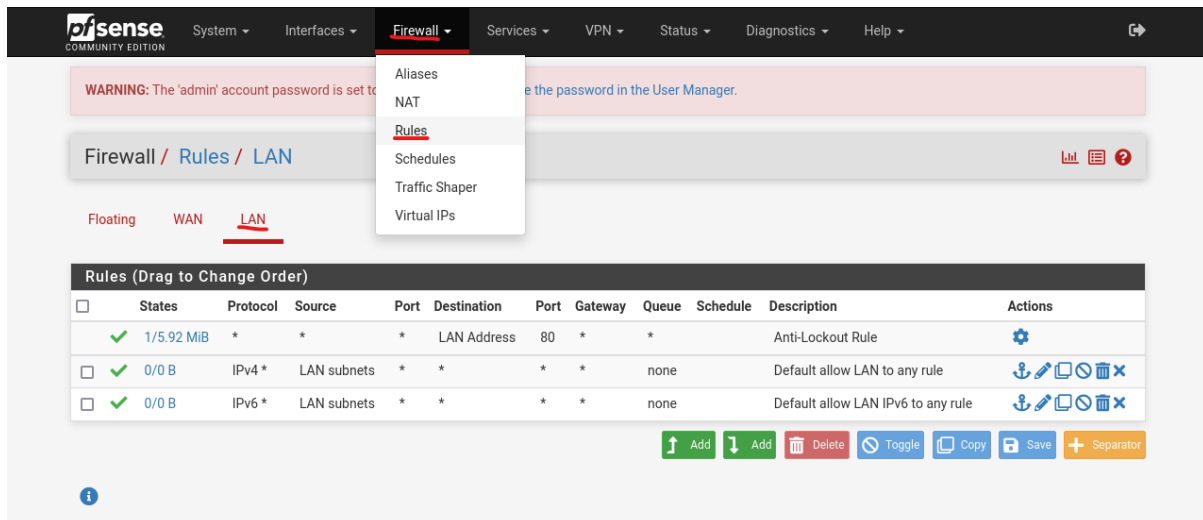 pfsense System Interfaces Firewall Services VPN Status Diagnostics Help
COMMUNITY EDITION
Aliases
WARNING: The 'admin' account password is set to e the password in the User Manager.
NAT
Rules
Firewall / Rules / LAN
Schedules
Traffic Shaper
Virtual IPs
Floating WAN LAN
Rules (Drag to Change Order)
States Protocol Source Port Destination Port Gateway Queue Schedule Description Actions
1/5.92 MiB * * * LAN Address 80 * * Anti-Lockout Rule
0/0 B IPv4 * LAN subnets * * * * none Default allow LAN to any rule
0/0 B IPv6 * LAN subnets * * * * none Default allow LAN IPv6 to any rule
Add Add Delete Toggle Copy Save Separator